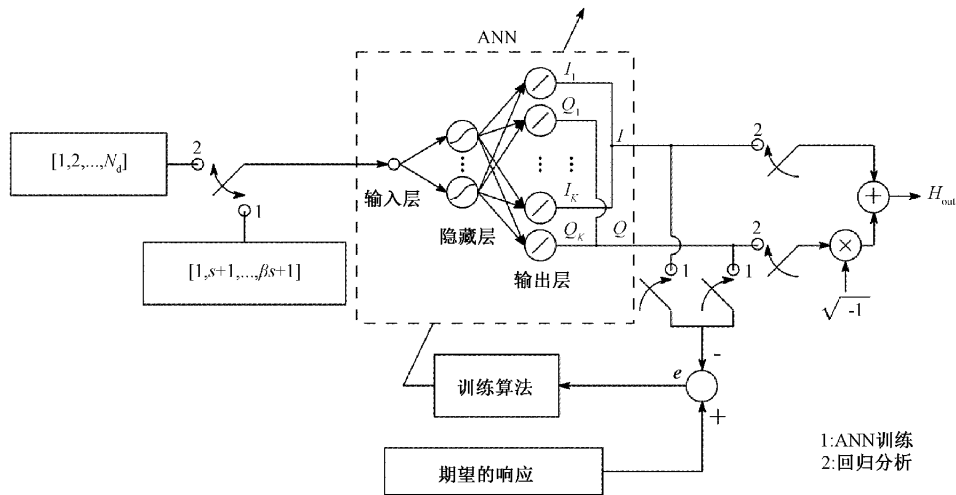 ANN
I₁
Q₁
2
[1,2,...,N_d]
⋮
⋮
⋮
I
2
1
输入层
隐藏层
I_K
Q_K
Q
2
+
H_out
×
[1,s+1,...,βs+1]
输出层
1
1
√-1
-
训练算法
e
+
期望的响应
1:ANN训练
2:回归分析